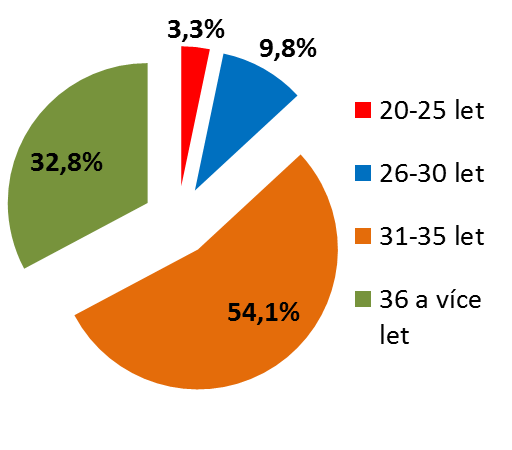 3,3%
9,8%
32,8%
54,1%
20-25 let
26-30 let
31-35 let
36 a více
let